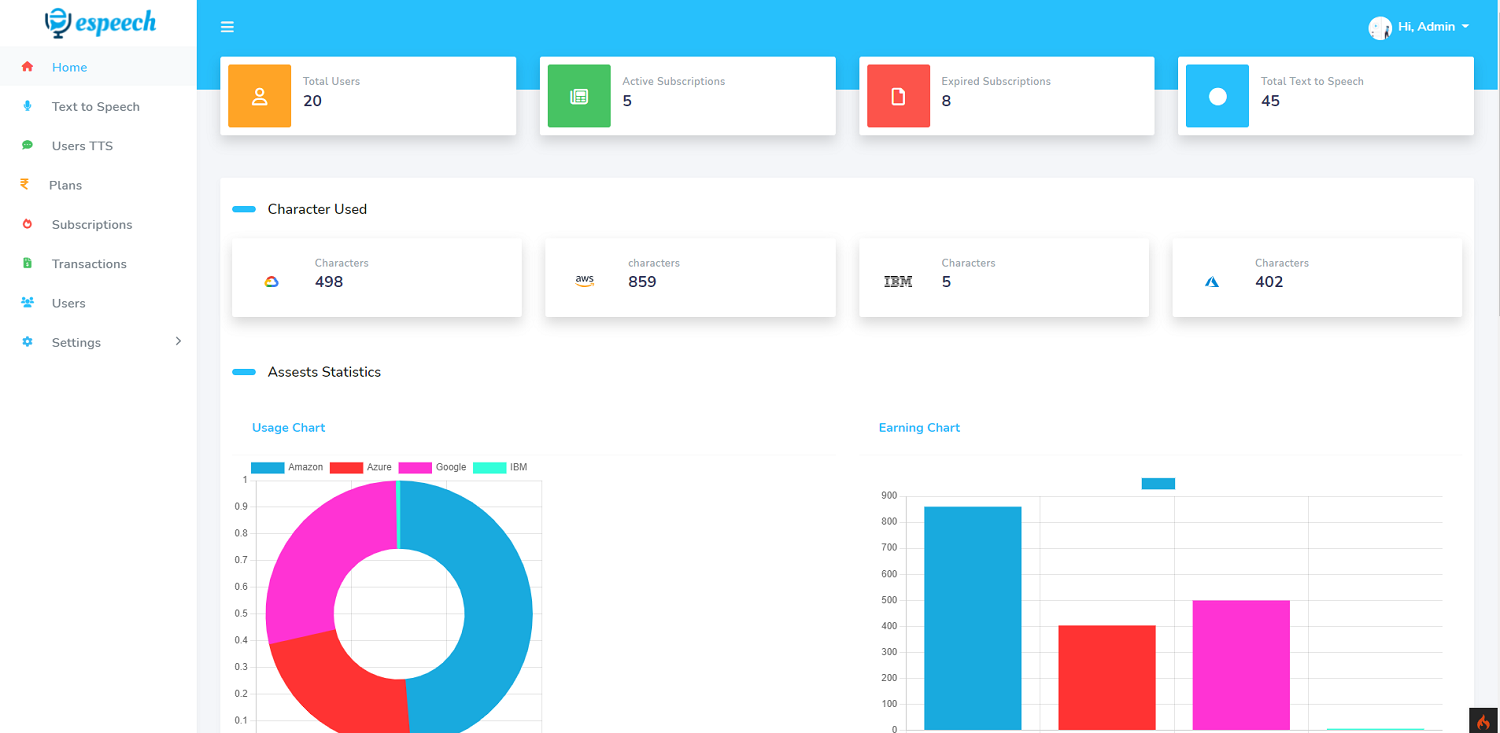 espeech
Hi, Admin
Home
Text to Speech
Users TTS
Plans
Subscriptions
Transactions
Users
Settings
Total Users
20
Active Subscriptions
5
Expired Subscriptions
8
Total Text to Speech
45
Character Used
Characters
498
aws
characters
859
IBM
Characters
5
Characters
402
Assests Statistics
Usage Chart
Amazon Azure Google IBM
1
0.9
0.8
0.7
0.6
0.5
0.4
0.3
0.2
0.1
Earning Chart
900
800
700
600
500
400
300
200
100
0